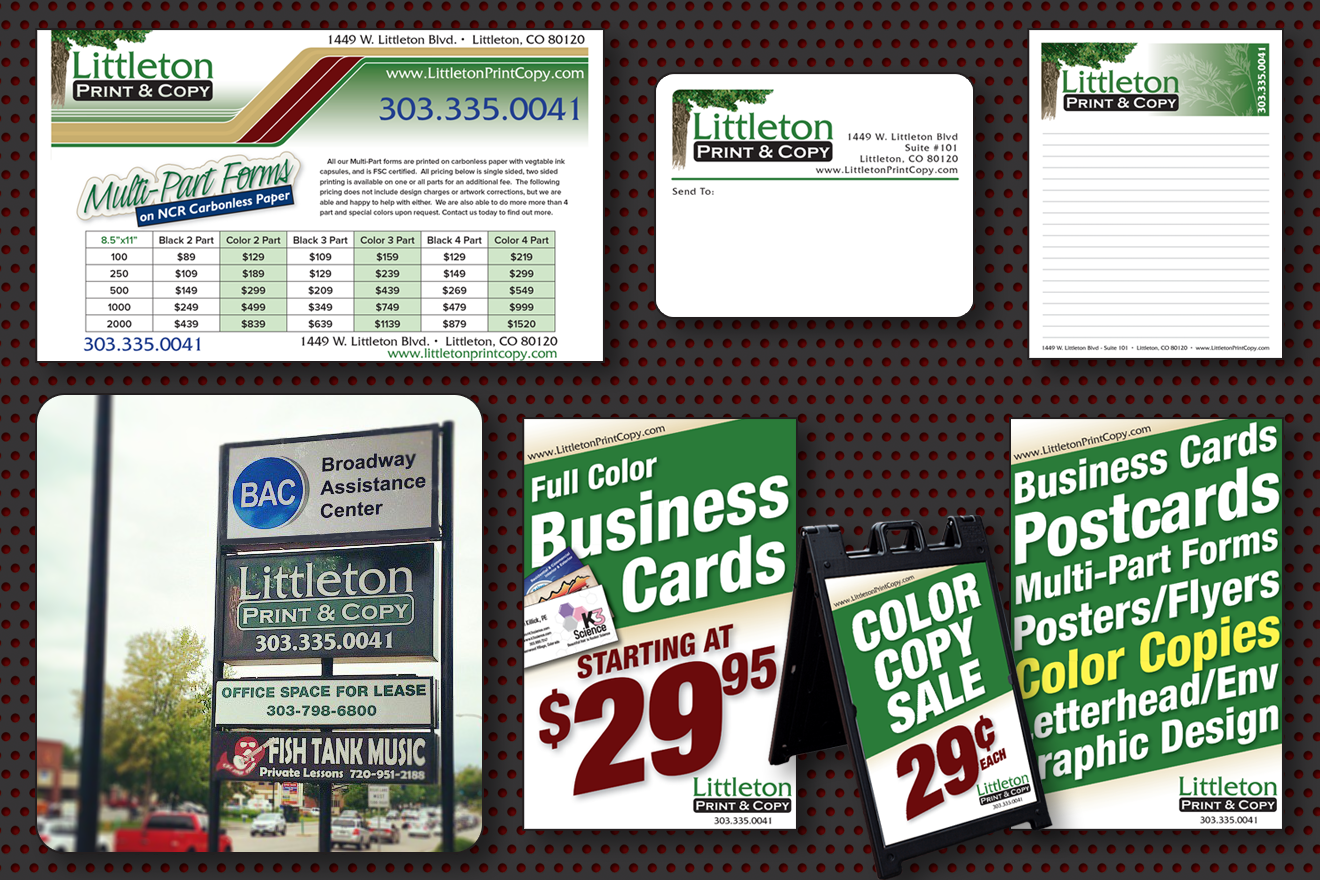 Littleton
PRINT & COPY
1449 W. Littleton Blvd. • Littleton, CO 80120
www.LittletonPrintCopy.com
303.335.0041
Multi-Part Forms
on NCR Carbonless Paper
All our Multi-Part forms are printed on carbonless paper with vegtable ink
capsules, and is FSC certified. All pricing below is single sided, two sided
printing is available on one or all parts for an additional fee. The following
pricing does not include design charges or artwork corrections, but we are
able and happy to help with either. We are also able to do more more than 4
part and special colors upon request. Contact us today to find out more.
8.5"x11" Black 2 Part Color 2 Part Black 3 Part Color 3 Part Black 4 Part Color 4 Part
100 $89 $129 $109 $159 $129 $219
250 $109 $189 $129 $239 $149 $299
500 $149 $299 $209 $439 $269 $549
1000 $249 $499 $349 $749 $479 $999
2000 $439 $839 $639 $1139 $879 $1520
303.335.0041
1449 W. Littleton Blvd. • Littleton, CO 80120
www.littletonprintcopy.com
Littleton
PRINT & COPY
1449 W. Littleton Blvd
Suite #101
Littleton, CO 80120
www.LittletonPrintCopy.com
Send To:
Littleton
PRINT & COPY
303.335.0041
1449 W. Littleton Blvd - Suite 101 • Littleton, CO 80120 • www.LittletonPrintCopy.com
BAC
Broadway
Assistance
Center
Littleton
PRINT & COPY
303.335.0041
OFFICE SPACE FOR LEASE
303-798-6800
FISH TANK MUSIC
Private Lessons 720-951-2188
www.LittletonPrintCopy.com
Full Color
Business
Cards
K3
Science
STARTING AT
$29.95
Littleton
PRINT & COPY
303.335.0041
www.LittletonPrintCopy.com
COLOR
COPY
SALE
29¢
EACH
Littleton
PRINT & COPY
303.335.0041
www.LittletonPrintCopy.com
Business Cards
Postcards
Multi-Part Forms
Posters/Flyers
Color Copies
etterhead/Env
raphic Design
Littleton
PRINT & COPY
303.335.0041